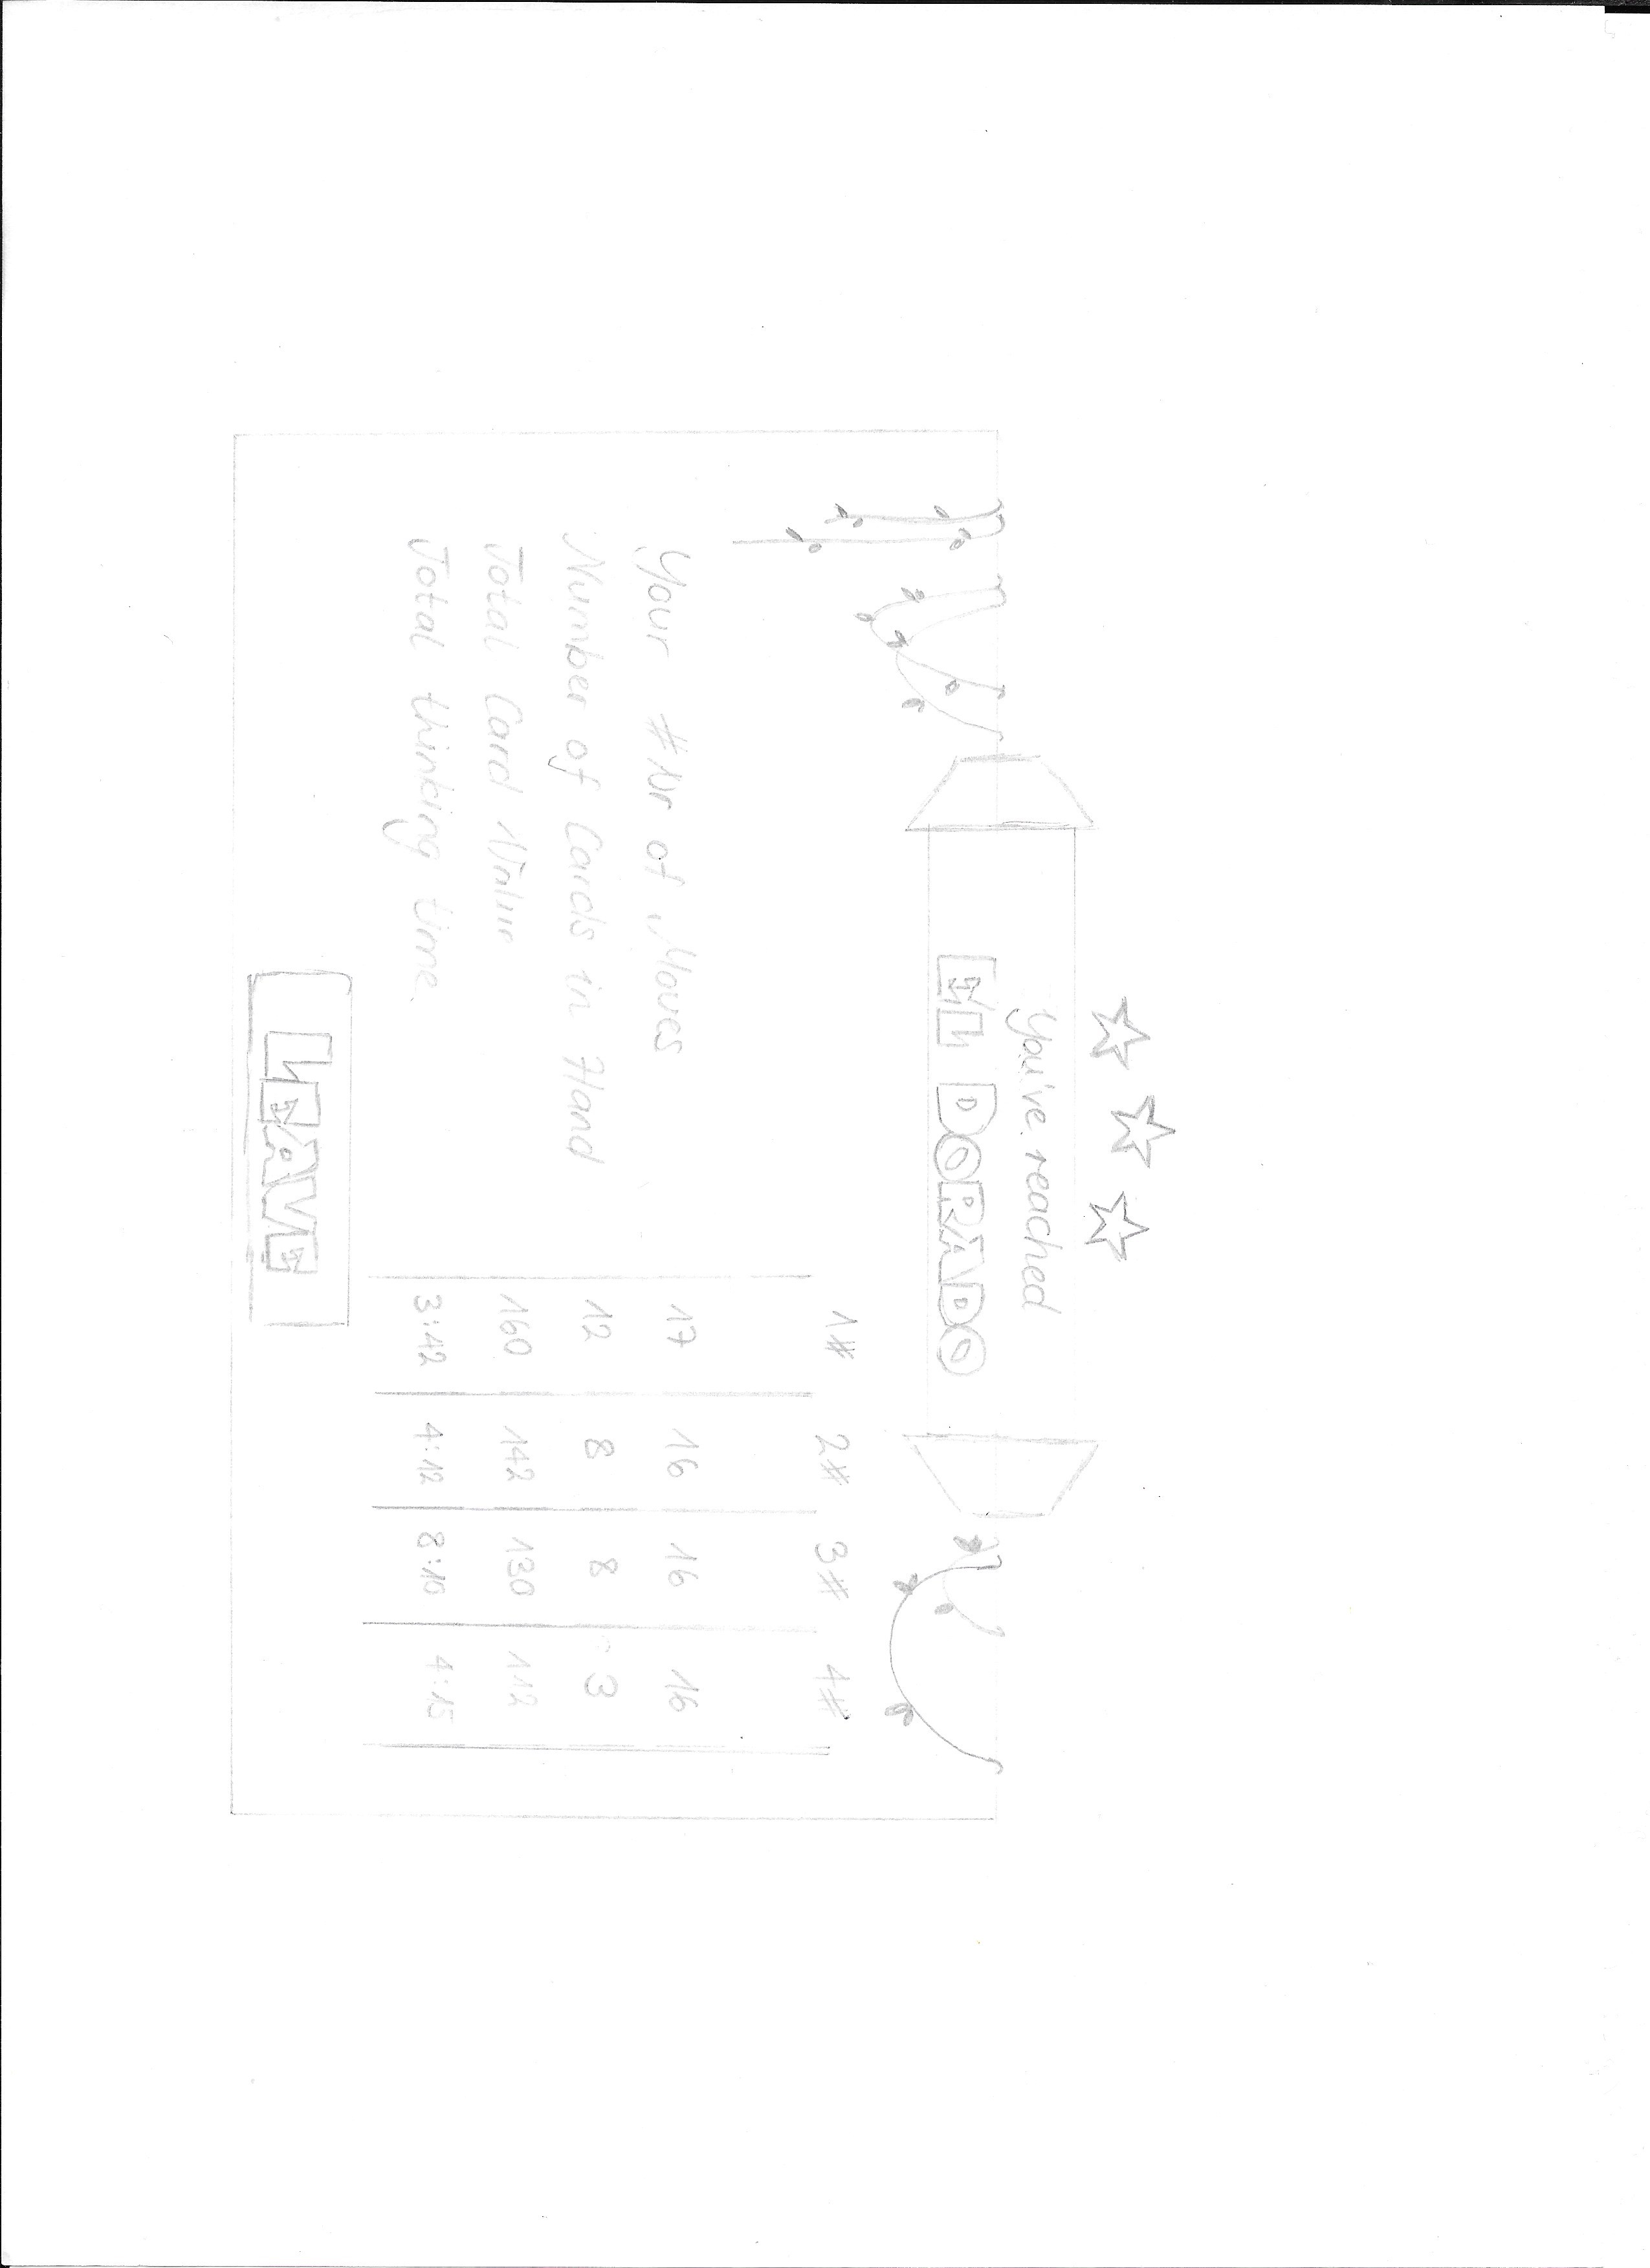 You've reached
EL DORADO
1# 2# 3# 4#
Your #Nr of Moves 17 16 16 16
Number of Cards in Hand 12 8 8 3
Total Card Value 160 142 130 112
Total thinking time 3:42 4:12 8:10 4:15
LEAVE